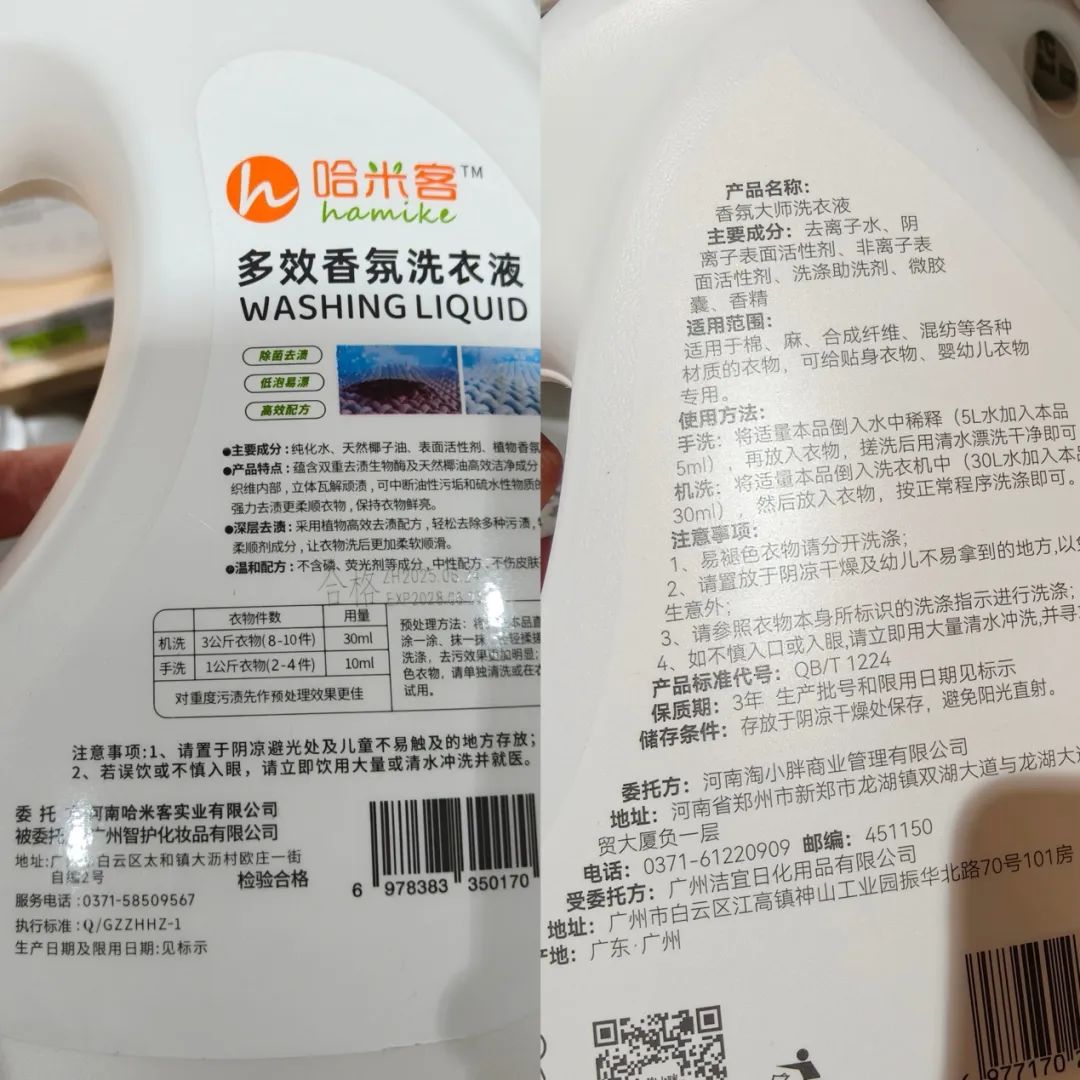 哈米客™
hamike
多效香氛洗衣液
WASHING LIQUID
除菌去渍
低泡易漂
高效配方
●主要成分：纯化水、天然椰子油、表面活性剂、植物香氛
●产品特点：蕴含双重去渍生物酶及天然椰油高效洁净成分
织维内部，立体瓦解顽渍，可中断油性污垢和硫水性物质的
强力去渍更柔顺衣物，保持衣物鲜亮。
●深层去渍：采用植物高效去渍配方，轻松去除多种污渍，
柔顺剂成分，让衣物洗后更加柔软顺滑。
●温和配方：不含磷、荧光剂等成分，中性配方，不伤皮肤
合格
衣物件数 用量
机洗 3公斤衣物(8-10件) 30ml
手洗 1公斤衣物(2-4件) 10ml
对重度污渍先作预处理效果更佳
预处理方法：
涂一涂、抹一抹
洗涤，去污效果更加明显；
色衣物，请单独清洗或在衣
试用。
注意事项:1、请置于阴凉避光处及儿童不易触及的地方存放；
2、若误饮或不慎入眼，请立即饮用大量或清水冲洗并就医。
委托 河南哈米客实业有限公司
被委托 广州智护化妆品有限公司
地址:广 白云区太和镇大沥村欧庄一街
自编2号
检验合格
服务电话:0371-58509567
执行标准:Q/GZZHHZ-1
生产日期及限用日期:见标示
6 978383 350170
产品名称：
香氛大师洗衣液
主要成分：去离子水、阴
离子表面活性剂、非离子表
面活性剂、洗涤助洗剂、微胶
囊、香精
适用范围：
适用于棉、麻、合成纤维、混纺等各种
材质的衣物，可给贴身衣物、婴幼儿衣物
专用。
使用方法：
手洗：将适量本品倒入水中稀释（5L水加入本品
5ml），再放入衣物，搓洗后用清水漂洗干净即可
机洗：将适量本品倒入洗衣机中（30L水加入本品
30ml），然后放入衣物，按正常程序洗涤即可。
注意事项：
1、易褪色衣物请分开洗涤；
2、请置放于阴凉干燥及幼儿不易拿到的地方,以免
生意外；
3、请参照衣物本身所标识的洗涤指示进行洗涤；
4、如不慎入口或入眼,请立即用大量清水冲洗,并寻
产品标准代号：QB/T 1224
保质期：3年 生产批号和限用日期见标示
储存条件：存放于阴凉干燥处保存，避免阳光直射。
委托方：河南淘小胖商业管理有限公司
地址：河南省郑州市新郑市龙湖镇双湖大道与龙湖大道
贸大厦负一层
电话：0371-61220909 邮编：451150
受委托方：广州洁宜日化用品有限公司
地址：广州市白云区江高镇神山工业园振华北路70号101房
产地：广东·广州
6 977170